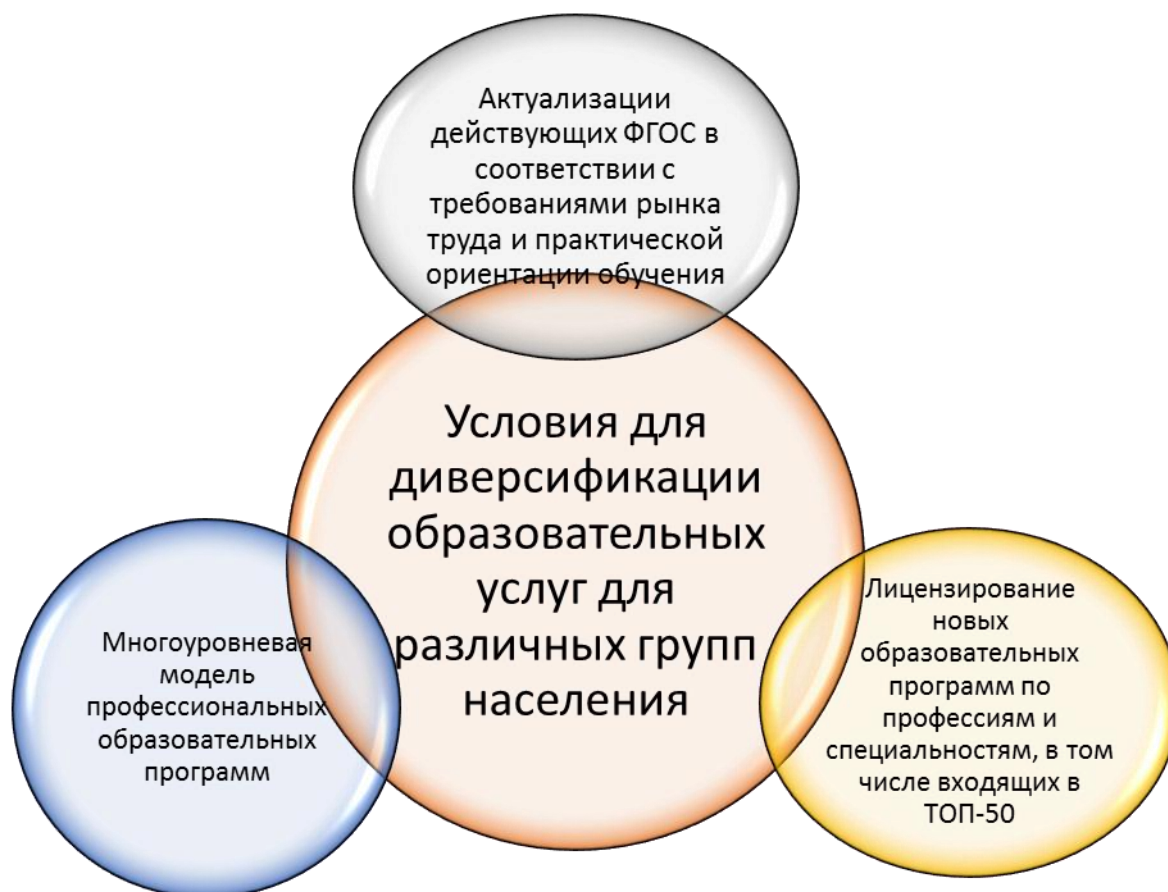 Актуализации
действующих ФГОС в
соответствии с
требованиями рынка
труда и практической
ориентации обучения
Условия для
диверсификации
образовательных
услуг для
различных групп
населения
Многоуровневая
модель
профессиональных
образовательных
программ
Лицензирование
новых
образовательных
программ по
профессиям и
специальностям, в том
числе входящих в
ТОП-50